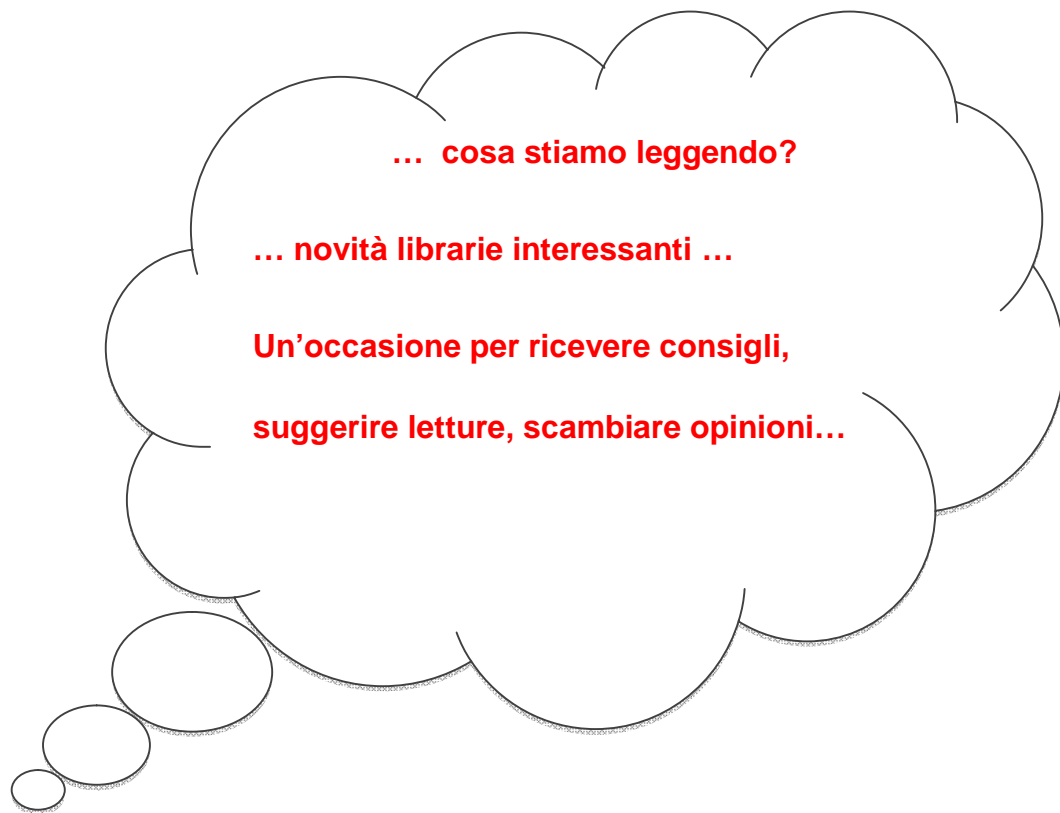 … cosa stiamo leggendo?
… novità librarie interessanti …
Un’occasione per ricevere consigli,
suggerire letture, scambiare opinioni…